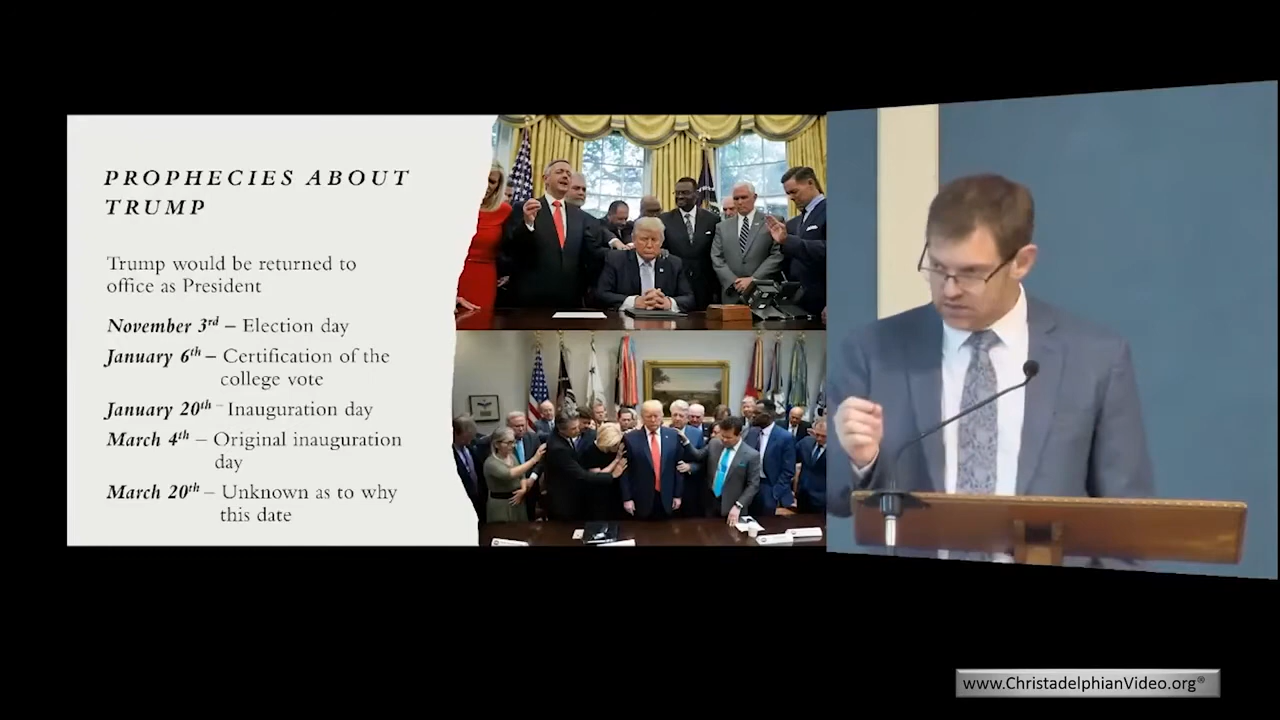 PROPHECIES ABOUT
TRUMP
Trump would be returned to
office as President
November 3rd – Election day
January 6th – Certification of the
college vote
January 20th – Inauguration day
March 4th – Original inauguration
day
March 20th – Unknown as to why
this date
www.ChristadelphianVideo.org®